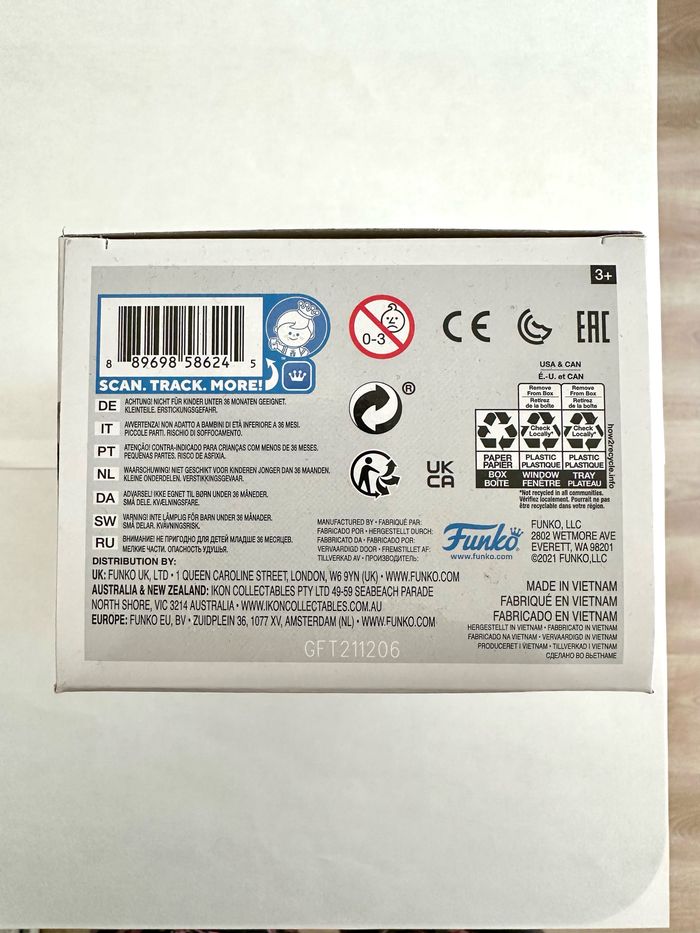 3+
8 89698 58624 5
SCAN. TRACK. MORE!
0-3
CE
EAC
®
UK
CA
USA & CAN
É.-U. et CAN
Remove From Box
Retirez de la boîte
Remove From Box
Retirez de la boîte
Check Locally*
Check Locally*
PAPER
PAPIER
BOX
BOÎTE
PLASTIC
PLASTIQUE
WINDOW
FENÊTRE
PLASTIC
PLASTIQUE
TRAY
PLATEAU
how2recycle.info
*Not recycled in all communities.
Vérifiez localement. Pourrait ne pas
être recyclable dans votre région.
DE ACHTUNG! NICHT FÜR KINDER UNTER 36 MONATEN GEEIGNET.
KLEINTEILE. ERSTICKUNGSGEFAHR.
IT AVVERTENZA! NON ADATTO A BAMBINI DI ETÀ INFERIORE A 36 MESI.
PICCOLE PARTI. RISCHIO DI SOFFOCAMENTO.
PT ATENÇÃO! CONTRA-INDICADO PARA CRIANÇAS COM MENOS DE 36 MESES.
PEQUENAS PARTES. RISCO DE ASFIXIA.
NL WAARSCHUWING! NIET GESCHIKT VOOR KINDEREN JONGER DAN 36 MAANDEN.
KLEINE ONDERDELEN. VERSTIKKINGSGEVAAR.
DA ADVARSEL! IKKE EGNET TIL BØRN UNDER 36 MÅNEDER.
SMÅ DELE. KVÆLNINGSFARE.
SW VARNING! INTE LÄMPLIG FÖR BARN UNDER 36 MÅNADER.
SMÅ DELAR. KVÄVNINGSRISK.
RU ВНИМАНИЕ! НЕ ПРИГОДНО ДЛЯ ДЕТЕЙ МЛАДШЕ 36 МЕСЯЦЕВ.
МЕЛКИЕ ЧАСТИ. ОПАСНОСТЬ УДУШЬЯ.
MANUFACTURED BY • FABRIQUÉ PAR:
FABRICADO POR • HERGESTELLT DURCH:
FABBRICATO DA • FABRICADO POR:
VERVAARDIGD DOOR • FREMSTILLET AF:
TILLVERKAD AV • ПРОИЗВОДИТЕЛЬ:
Funko
www.funko.com
FUNKO, LLC
2802 WETMORE AVE
EVERETT, WA 98201
©2021 FUNKO,LLC
DISTRIBUTION BY:
UK: FUNKO UK, LTD • 1 QUEEN CAROLINE STREET, LONDON, W6 9YN (UK) • WWW.FUNKO.COM
AUSTRALIA & NEW ZEALAND: IKON COLLECTABLES PTY LTD 49-59 SEABEACH PARADE
NORTH SHORE, VIC 3214 AUSTRALIA • WWW.IKONCOLLECTABLES.COM.AU
EUROPE: FUNKO EU, BV • ZUIDPLEIN 36, 1077 XV, AMSTERDAM (NL) • WWW.FUNKO.COM
MADE IN VIETNAM
FABRIQUÉ EN VIETNAM
FABRICADO EN VIETNAM
HERGESTELLT IN VIETNAM • FABBRICATO IN VIETNAM
FABRICADO NA VIETNAM • VERVAARDIGD IN VIETNAM
PRODUCERET I VIETNAM • TILLVERKAD I VIETNAM
СДЕЛАНО ВО ВЬЕТНАМЕ
GFT211206